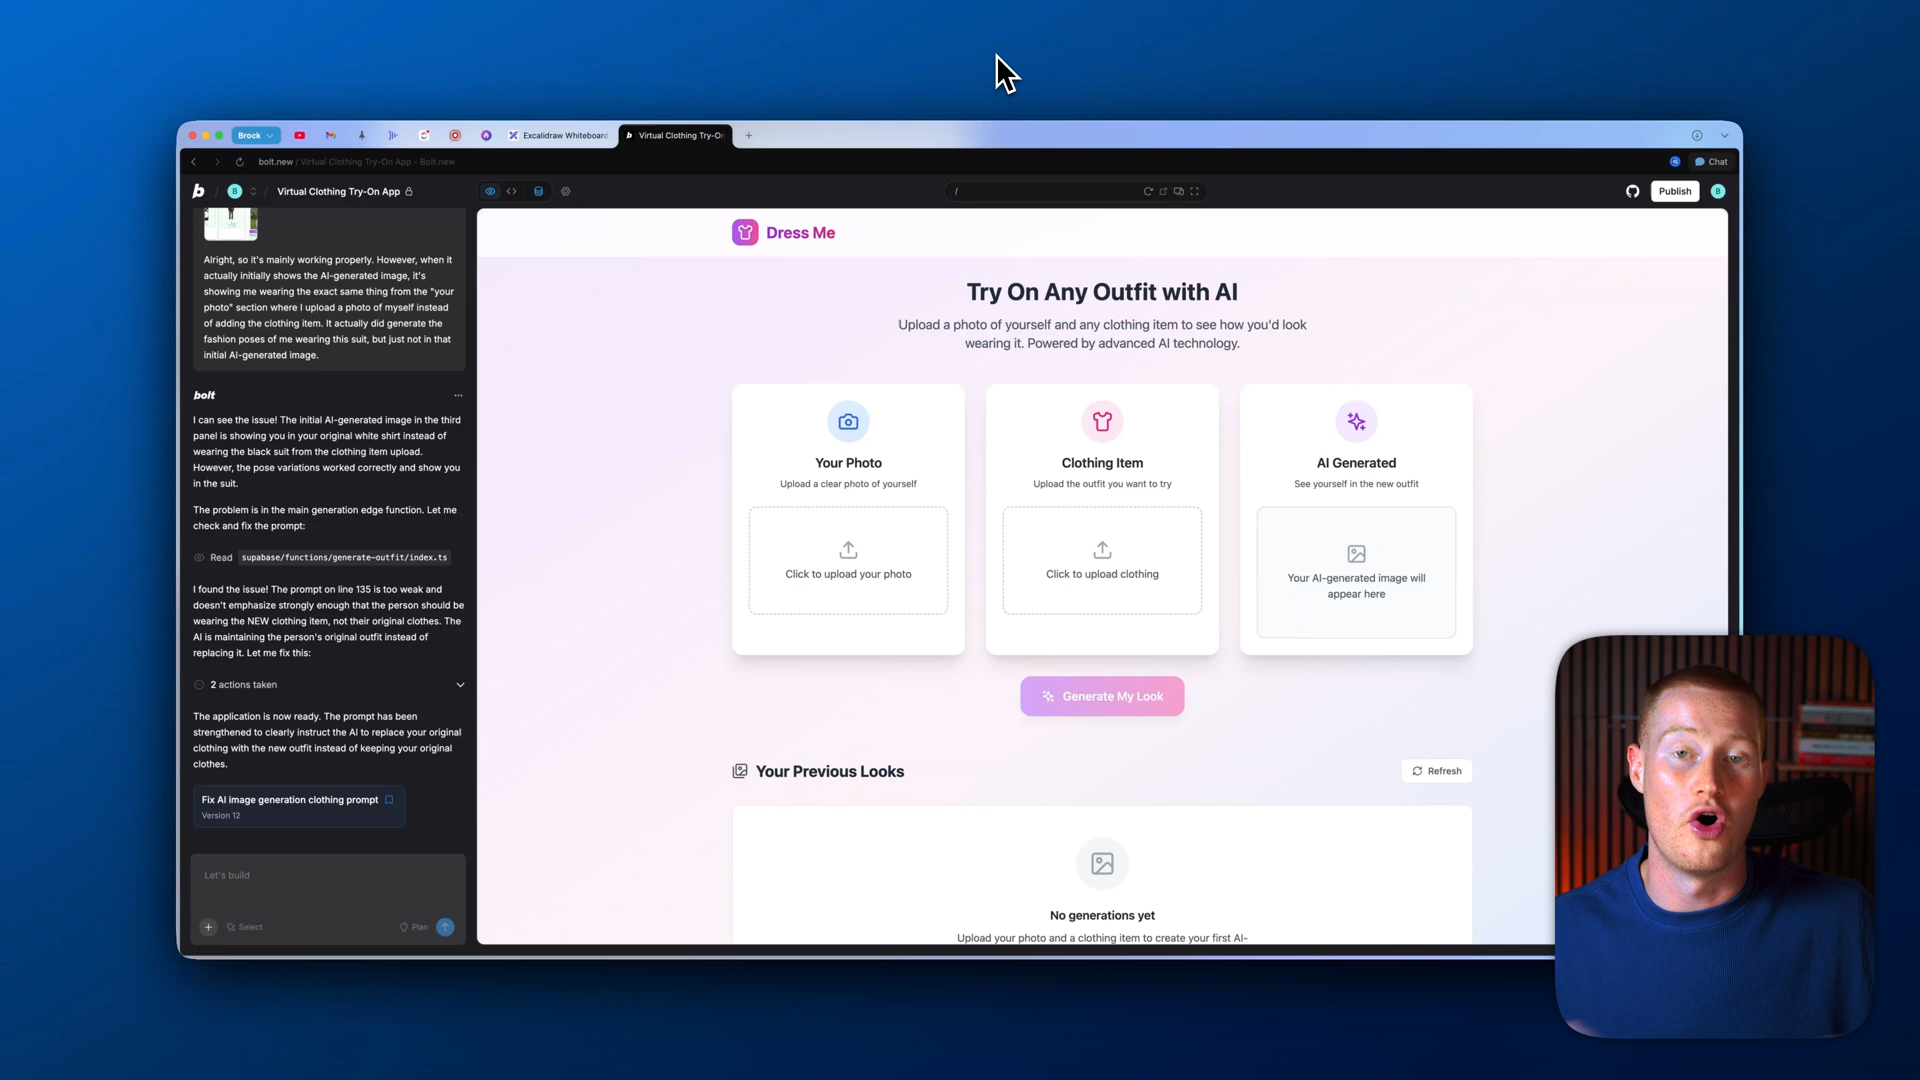 Brock
Excalidraw Whiteboard
Virtual Clothing Try-On
bolt.new / Virtual Clothing Try-On App - Bolt.new
Chat
b / B / Virtual Clothing Try-On App
/
Publish
B
Alright, so it's mainly working properly. However, when it
actually initially shows the AI-generated image, it's
showing me wearing the exact same thing from the "your
photo" section where I upload a photo of myself instead
of adding the clothing item. It actually did generate the
fashion poses of me wearing this suit, but just not in that
initial AI-generated image.
bolt
I can see the issue! The initial AI-generated image in the third
panel is showing you in your original white shirt instead of
wearing the black suit from the clothing item upload.
However, the pose variations worked correctly and show you
in the suit.
The problem is in the main generation edge function. Let me
check and fix the prompt:
Read supabase/functions/generate-outfit/index.ts
I found the issue! The prompt on line 135 is too weak and
doesn't emphasize strongly enough that the person should be
wearing the NEW clothing item, not their original clothes. The
AI is maintaining the person's original outfit instead of
replacing it. Let me fix this:
2 actions taken
The application is now ready. The prompt has been
strengthened to clearly instruct the AI to replace your original
clothing with the new outfit instead of keeping your original
clothes.
Fix AI image generation clothing prompt
Version 12
Let's build
Select
Plan
Dress Me
Try On Any Outfit with AI
Upload a photo of yourself and any clothing item to see how you'd look
wearing it. Powered by advanced AI technology.
Your Photo
Upload a clear photo of yourself
Click to upload your photo
Clothing Item
Upload the outfit you want to try
Click to upload clothing
AI Generated
See yourself in the new outfit
Your AI-generated image will
appear here
Generate My Look
Your Previous Looks
Refresh
No generations yet
Upload your photo and a clothing item to create your first AI-